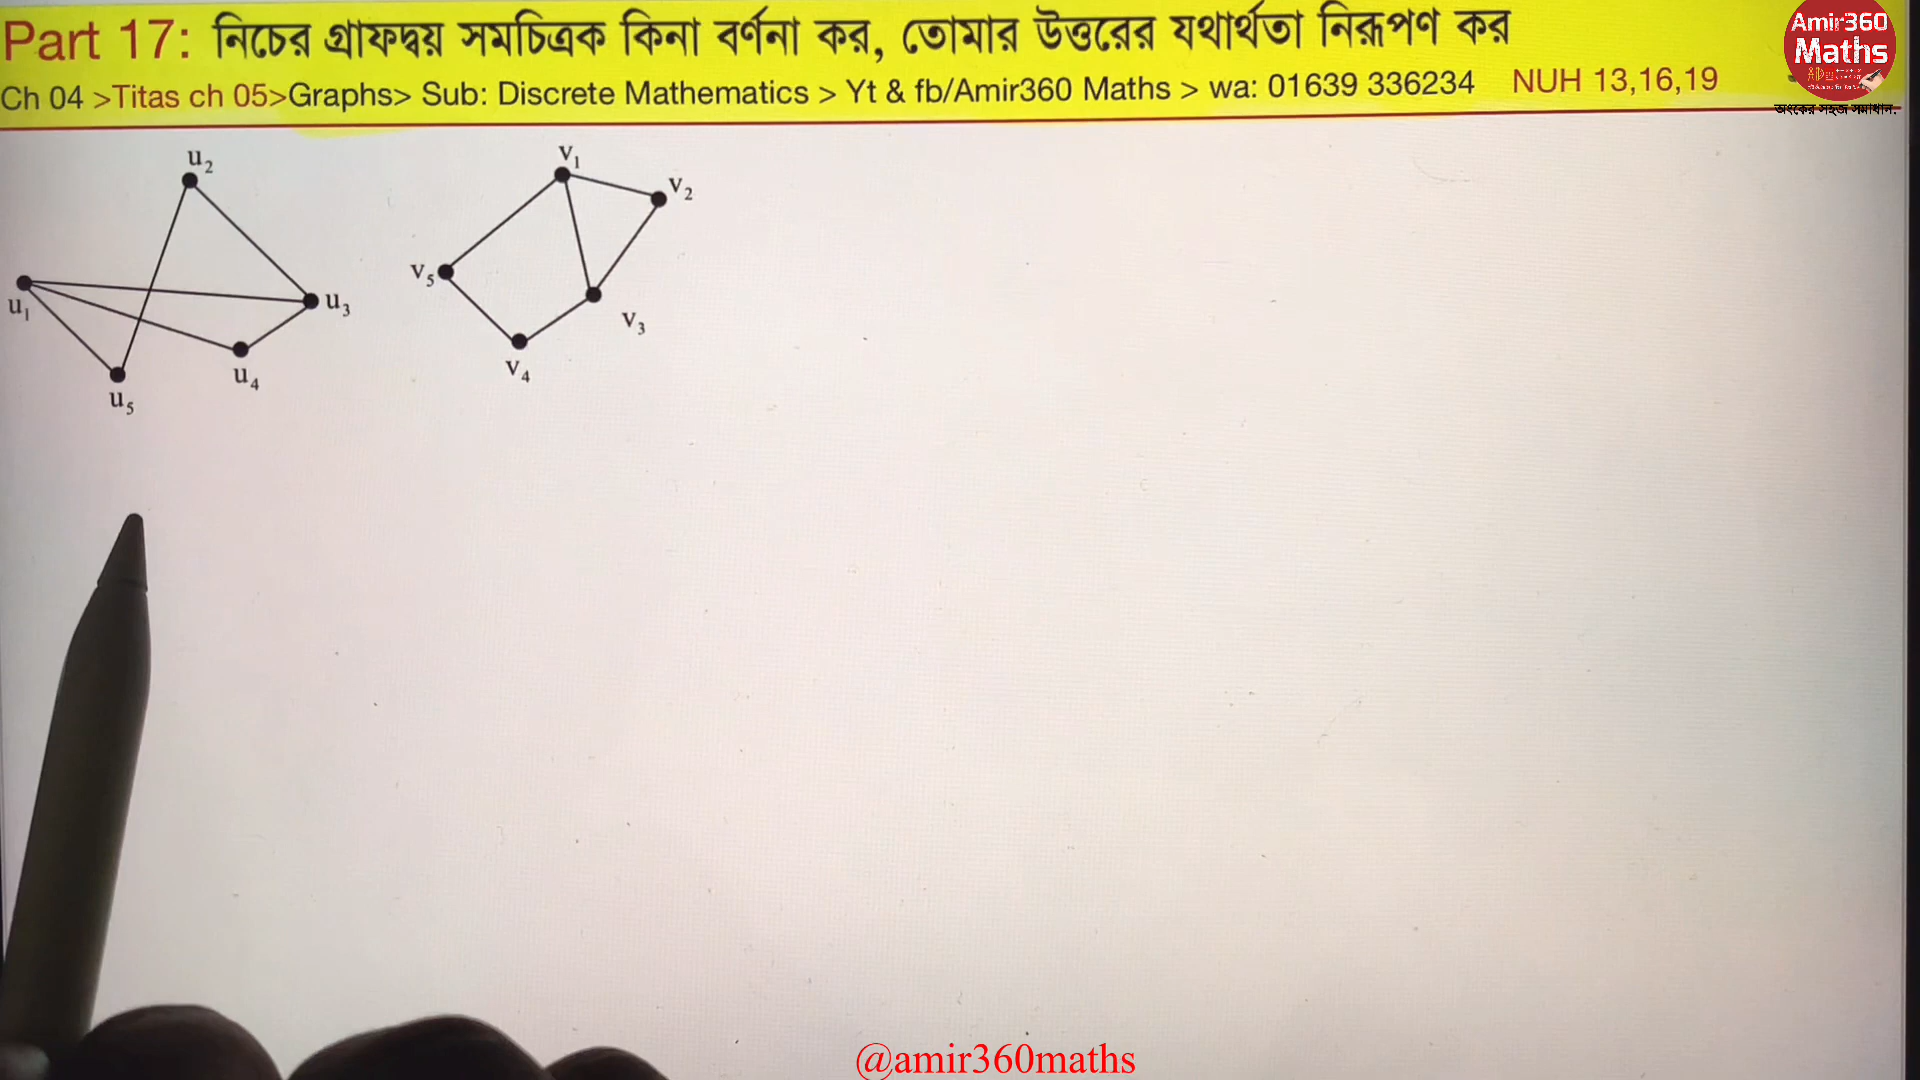 Part 17: নিচের গ্রাফদ্বয় সমচিত্রক কিনা বর্ণনা কর, তোমার উত্তরের যথার্থতা নিরূপণ কর
Ch 04 >Titas ch 05>Graphs> Sub: Discrete Mathematics > Yt & fb/Amir360 Maths > wa: 01639 336234 NUH 13,16,19
Amir360
Maths
অংকের সহজ সমাধান.
u2
v1
v2
v5
u1
u3
v3
v4
u4
u5
@amir360maths